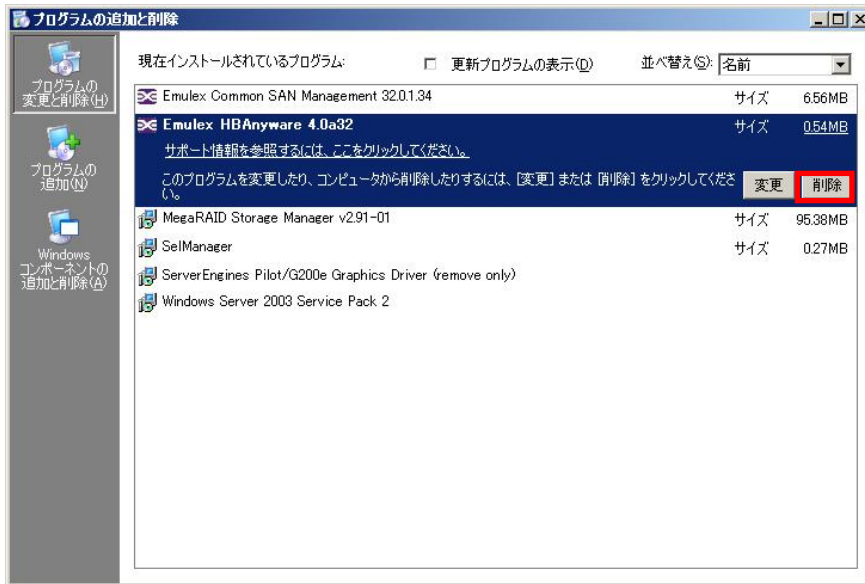 プログラムの追加と削除
プログラムの
変更と削除(H)
プログラムの
追加(N)
Windows
コンポーネントの
追加と削除(A)
現在インストールされているプログラム:
更新プログラムの表示(D)
並べ替え(S): 名前
Emulex Common SAN Management 32.0.1.34 サイズ 6.56MB
Emulex HBAnyware 4.0a32 サイズ 0.54MB
サポート情報を参照するには、ここをクリックしてください。
このプログラムを変更したり、コンピュータから削除したりするには、[変更] または [削除] をクリックしてくださ
い。
変更 削除
MegaRAID Storage Manager v2.91-01 サイズ 95.38MB
SelManager サイズ 0.27MB
ServerEngines Pilot/G200e Graphics Driver (remove only)
Windows Server 2003 Service Pack 2